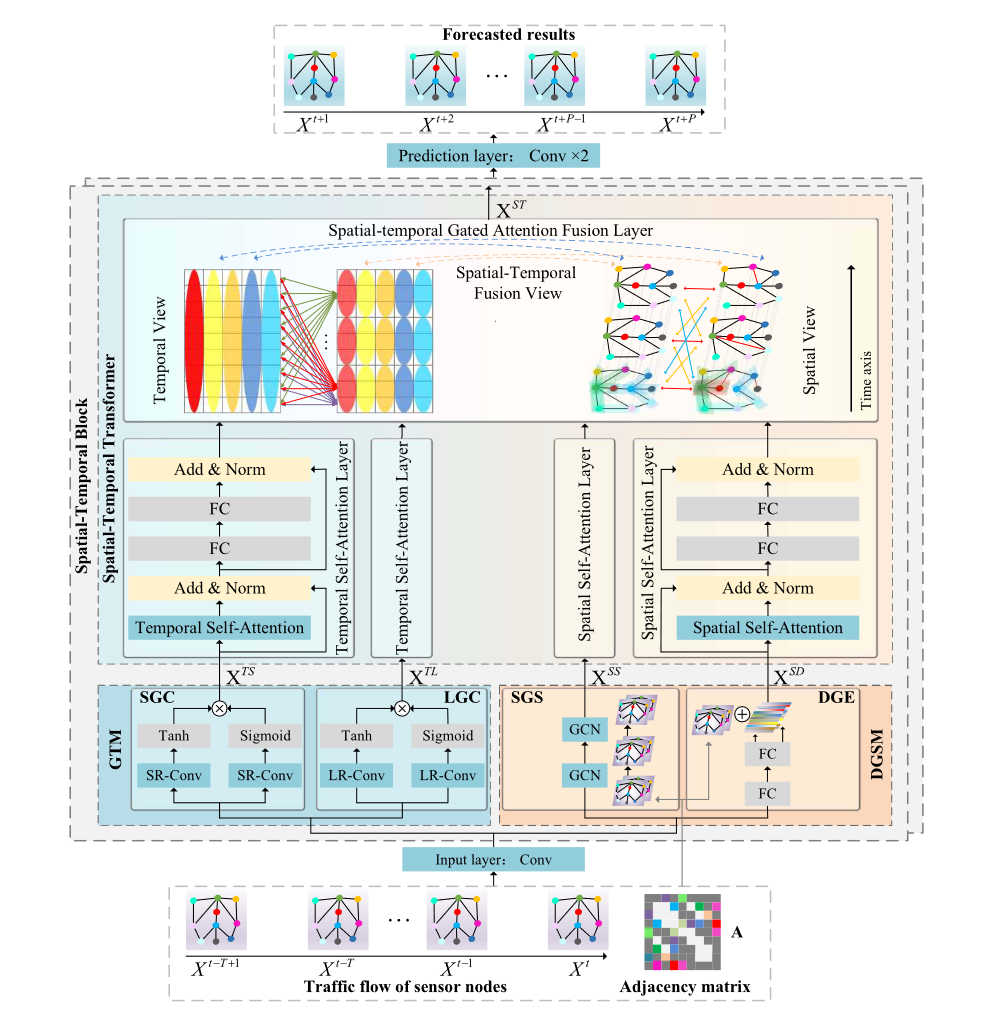 Forecasted results
...
X^{t+1} X^{t+2} X^{t+P-1} X^{t+P}
Prediction layer: Conv ×2
X^{ST}
Spatial-temporal Gated Attention Fusion Layer
Spatial-Temporal
Fusion View
Temporal View
...
Spatial View
Time axis
Spatial-Temporal Block
Spatial-Temporal Transformer
Add & Norm
FC
FC
Add & Norm
Temporal Self-Attention
Temporal Self-Attention Layer
Temporal Self-Attention Layer
Spatial Self-Attention Layer
Spatial Self-Attention Layer
Add & Norm
FC
FC
Add & Norm
Spatial Self-Attention
X^{TS} X^{TL} X^{SS} X^{SD}
GTM
SGC
Tanh Sigmoid
SR-Conv SR-Conv
LGC
Tanh Sigmoid
LR-Conv LR-Conv
SGS
GCN
GCN
DGE
FC
FC
DGSM
Input layer: Conv
...
X^{t-T+1} X^{t-T} X^{t-1} X^{t}
Traffic flow of sensor nodes
A
Adjacency matrix